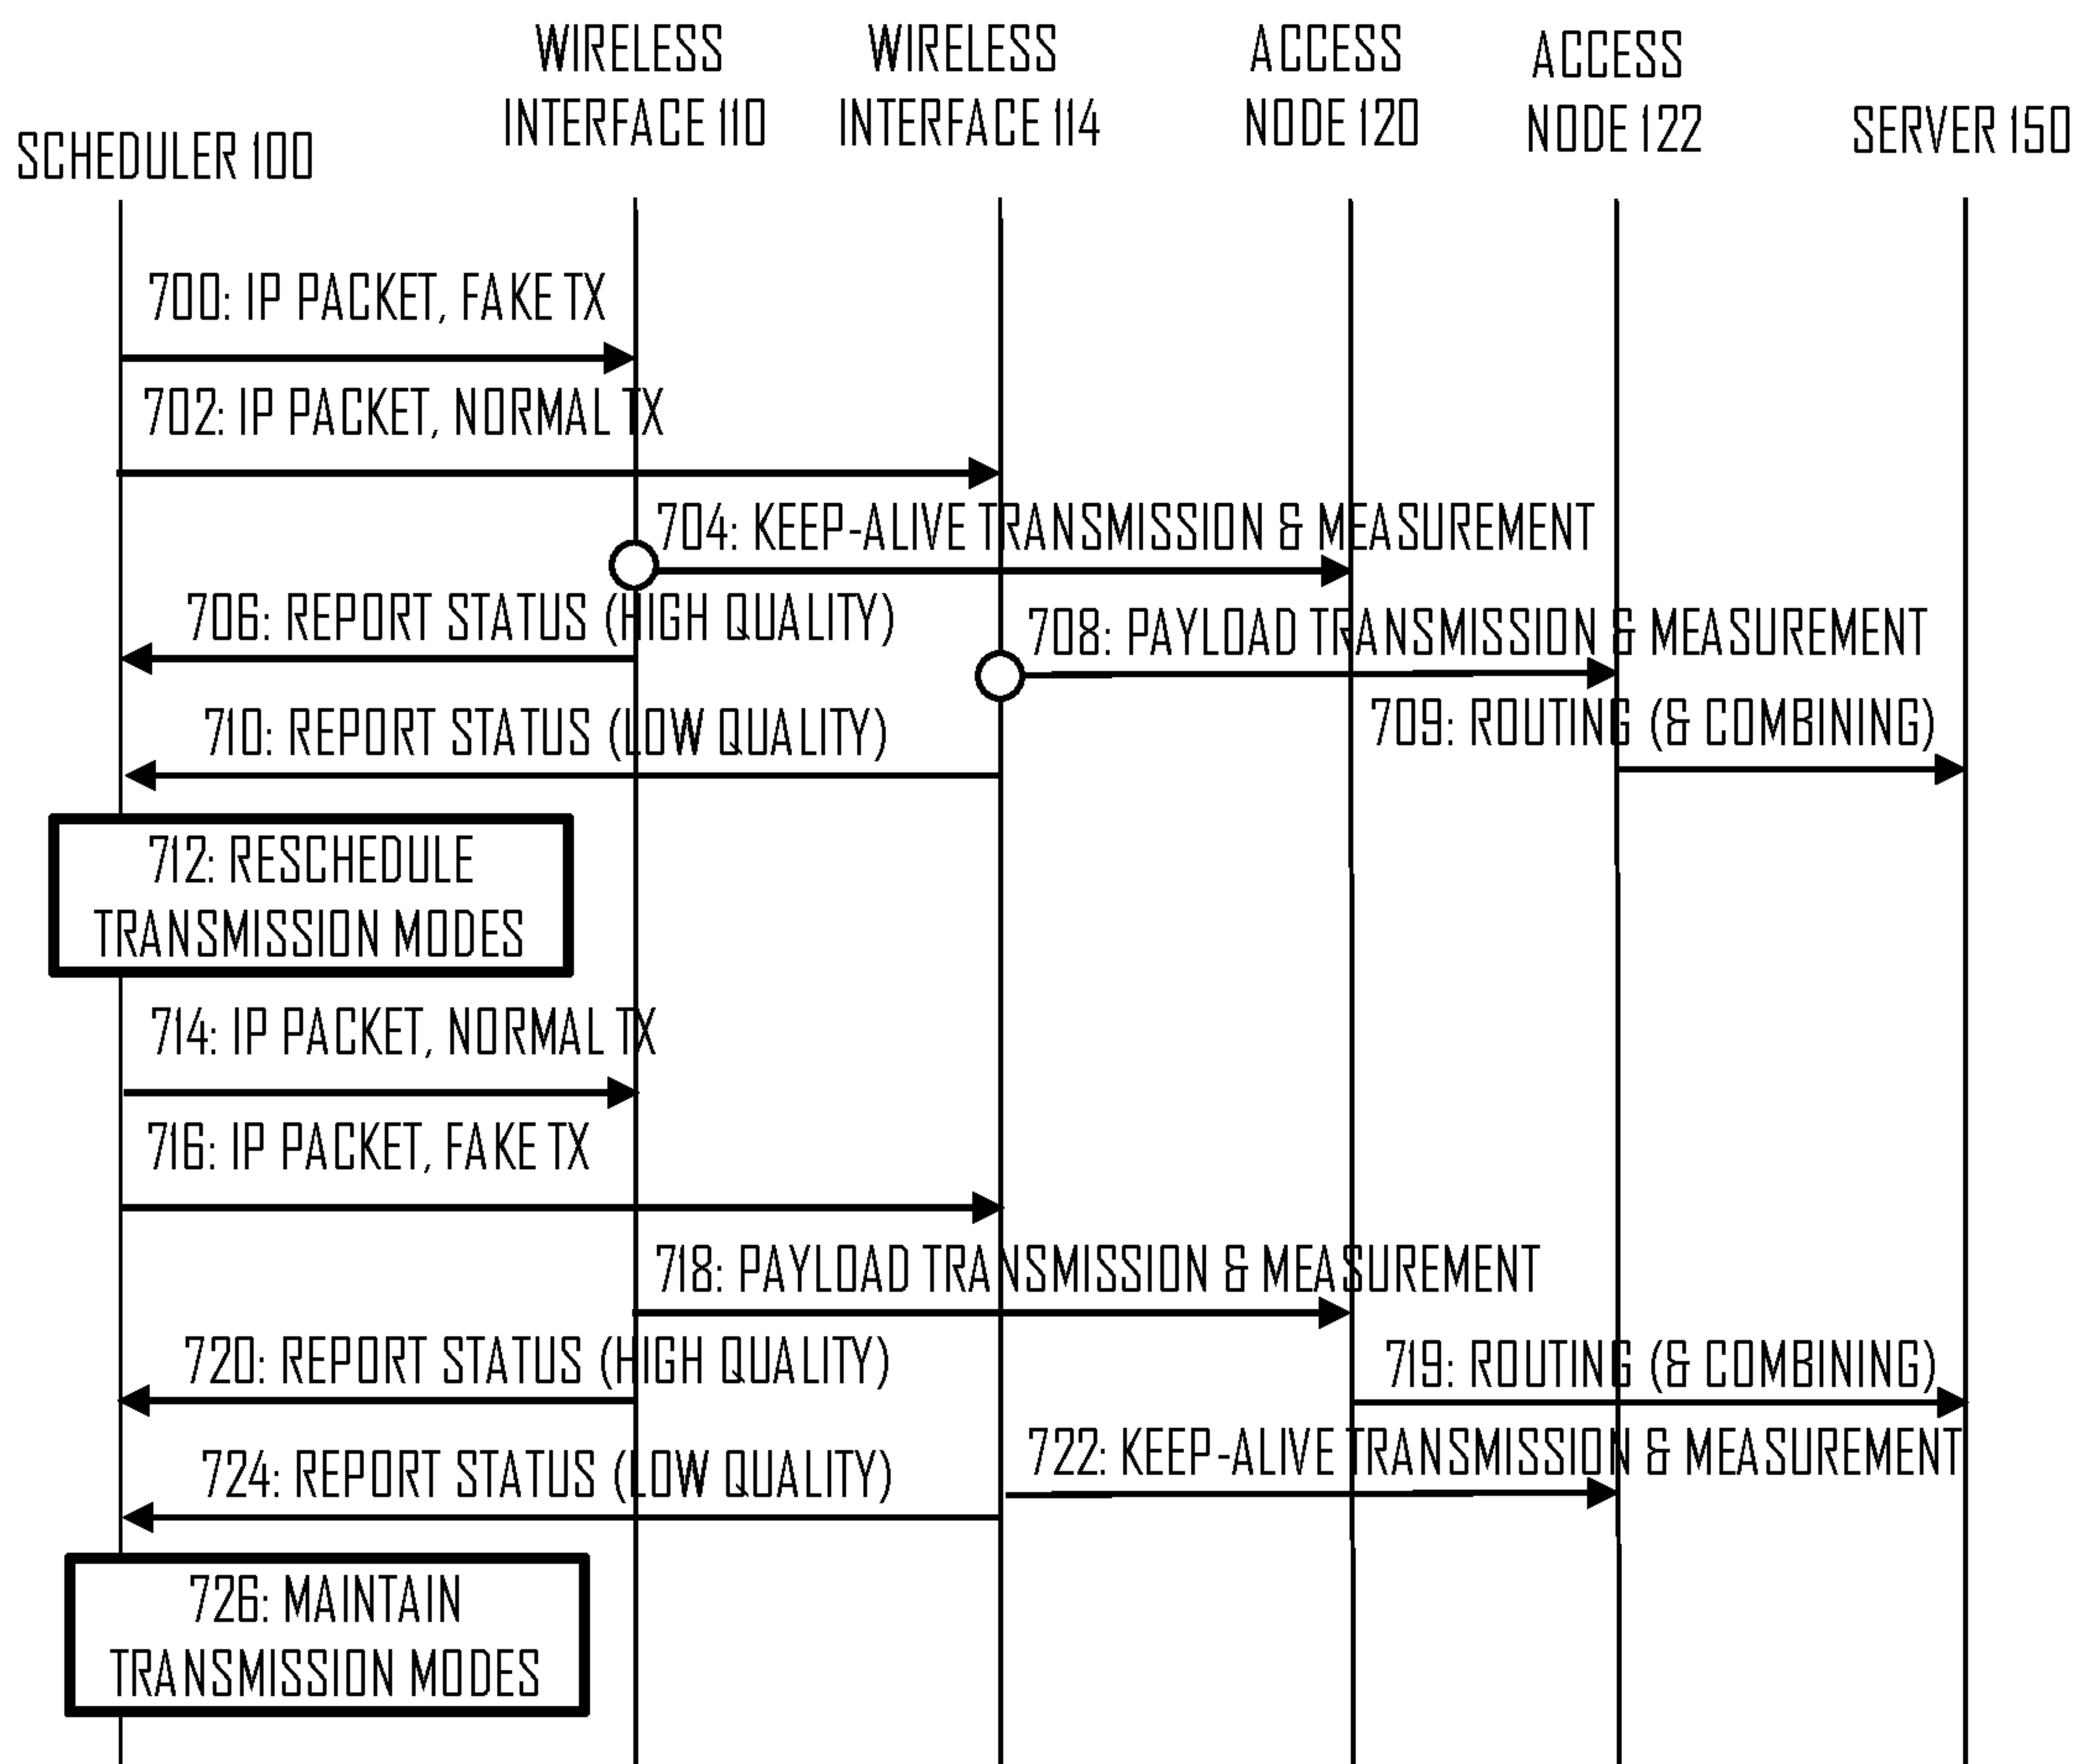 WIRELESS
INTERFACE 110
WIRELESS
INTERFACE 114
ACCESS
NODE 120
ACCESS
NODE 122
SERVER 150
SCHEDULER 100
700: IP PACKET, FAKE TX
702: IP PACKET, NORMAL TX
704: KEEP-ALIVE TRANSMISSION & MEASUREMENT
706: REPORT STATUS (HIGH QUALITY)
708: PAYLOAD TRANSMISSION & MEASUREMENT
709: ROUTING (& COMBINING)
710: REPORT STATUS (LOW QUALITY)
712: RESCHEDULE
TRANSMISSION MODES
714: IP PACKET, NORMAL TX
716: IP PACKET, FAKE TX
718: PAYLOAD TRANSMISSION & MEASUREMENT
719: ROUTING (& COMBINING)
720: REPORT STATUS (HIGH QUALITY)
722: KEEP-ALIVE TRANSMISSION & MEASUREMENT
724: REPORT STATUS (LOW QUALITY)
726: MAINTAIN
TRANSMISSION MODES